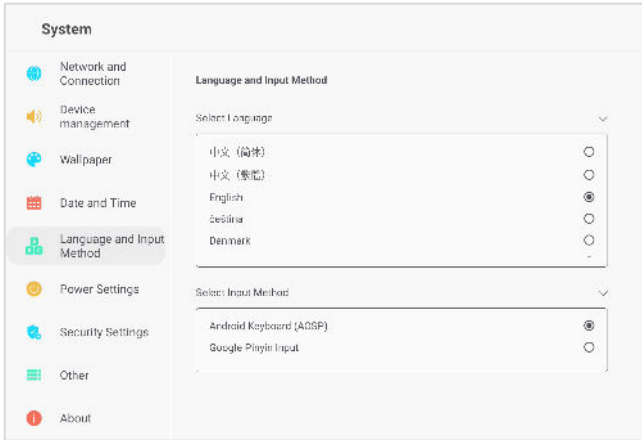 System
Network and
Connection
Device
management
Wallpaper
Date and Time
Language and Input
Method
Power Settings
Security Settings
Other
About
Language and Input Method
Select Language
中文（简体）
中文（繁體）
English
čeština
Denmark
Select Input Method
Android Keyboard (AOSP)
Google Pinyin Input